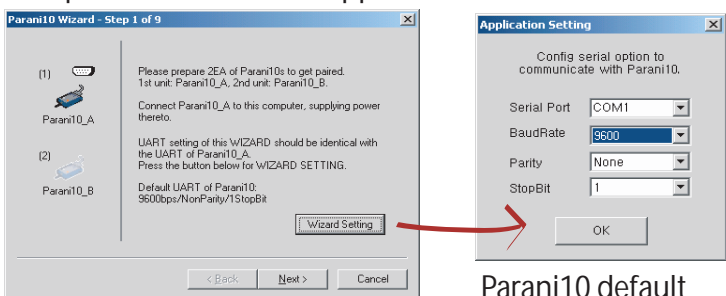 Parani10 Wizard - Step 1 of 9
(1)
Parani10_A
(2)
Parani10_B
Please prepare 2EA of Parani10s to get paired.
1st unit: Parani10_A, 2nd unit: Parani10_B.
Connect Parani10_A to this computer, supplying power
thereto.
UART setting of this WIZARD should be identical with
the UART of Parani10_A.
Press the button below for WIZARD SETTING.
Default UART of Parani10:
9600bps/NonParity/1StopBit
Wizard Setting
< Back
Next >
Cancel
Application Setting
Config serial option to
communicate with Parani10.
Serial Port COM1
BaudRate 9600
Parity None
StopBit 1
OK
Parani10 default